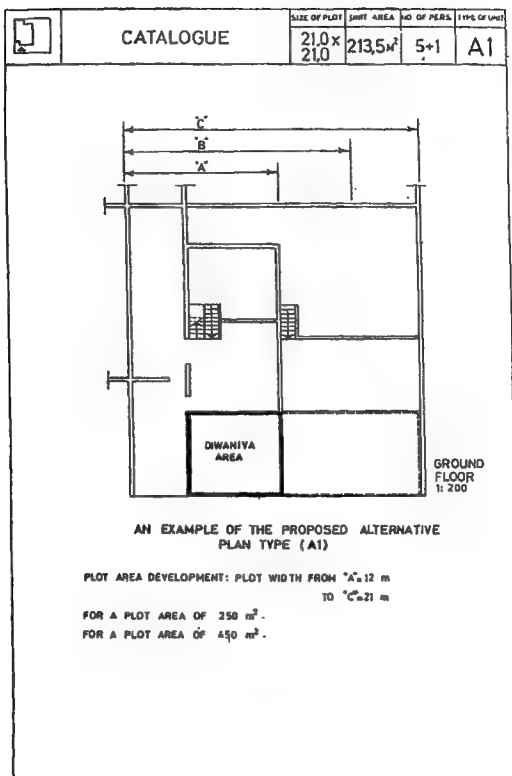 CATALOGUE
SIZE OF PLOT
21.0 x
21.0
UNIT AREA
213,5 M²
NO OF PERS.
5+1
TYPE OF UNIT
A1
"C"
"B"
"A"
DIWANIYA
AREA
GROUND
FLOOR
1:200
AN EXAMPLE OF THE PROPOSED ALTERNATIVE
PLAN TYPE (A1)
PLOT AREA DEVELOPMENT: PLOT WIDTH FROM "A"=12 m
TO "C"=21 m
FOR A PLOT AREA OF 250 m².
FOR A PLOT AREA OF 450 m².